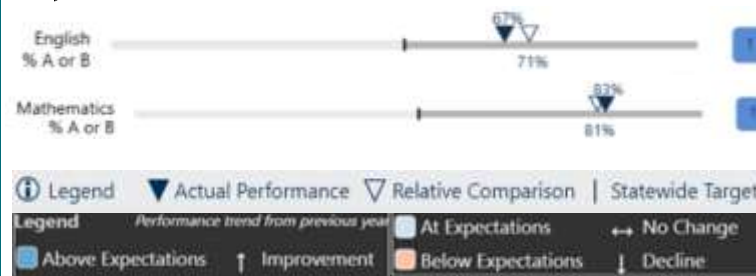 67%
English
% A or B
71%
83%
Mathematics
% A or B
81%
Legend Actual Performance Relative Comparison | Statewide Target
Legend Performance trend from previous year
At Expectations ↔ No Change
Above Expectations ↑ Improvement
Below Expectations ↓ Decline